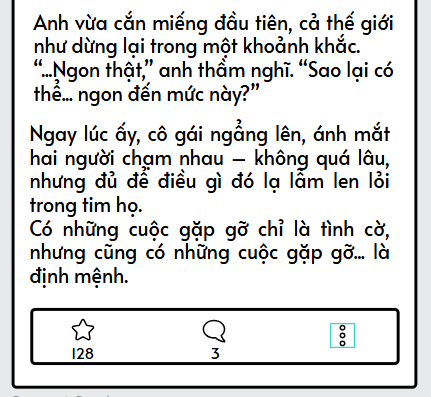 Anh vừa cắn miếng đầu tiên, cả thế giới
như dừng lại trong một khoảnh khắc.
“...Ngon thật,” anh thầm nghĩ. “Sao lại có
thể... ngon đến mức này?”
Ngay lúc ấy, cô gái ngẩng lên, ánh mắt
hai người chạm nhau – không quá lâu,
nhưng đủ để điều gì đó lạ lẫm len lỏi
trong tim họ.
Có những cuộc gặp gỡ chỉ là tình cờ,
nhưng cũng có những cuộc gặp gỡ... là
định mệnh.
128
3